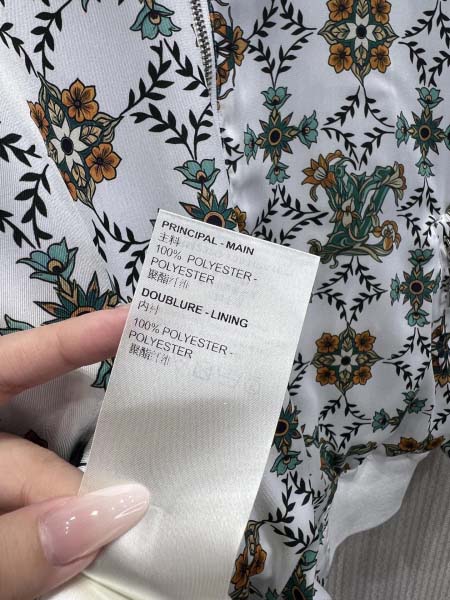 PRINCIPAL - MAIN
主料
100% POLYESTER -
POLYESTER
聚酯纤维
DOUBLURE - LINING
内衬
100% POLYESTER -
POLYESTER
聚酯纤维